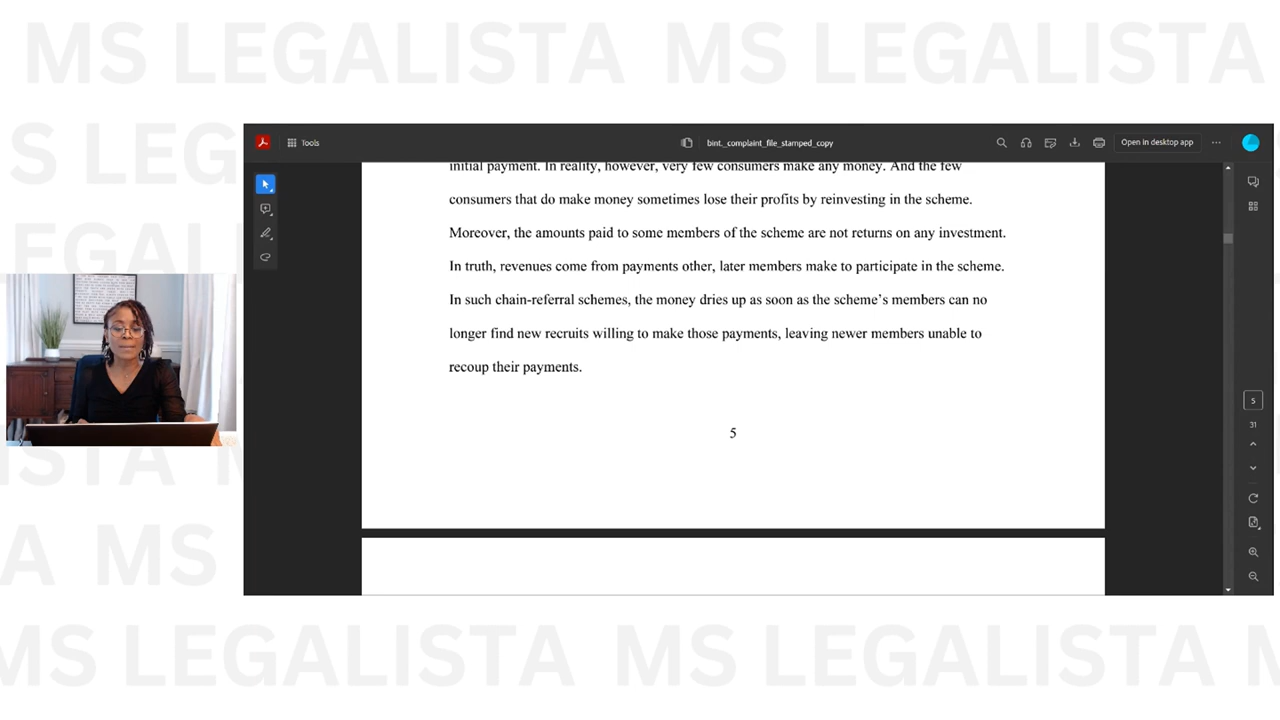 MS LEGALISTA MS LEGALISTA
S LEG
EGAL
ISTA M
A MS
MS LEGALISTA MS LEGALISTA
Tools
bint._complaint_file_stamped_copy
Open in desktop app
initial payment. In reality, however, very few consumers make any money. And the few
consumers that do make money sometimes lose their profits by reinvesting in the scheme.
Moreover, the amounts paid to some members of the scheme are not returns on any investment.
In truth, revenues come from payments other, later members make to participate in the scheme.
In such chain-referral schemes, the money dries up as soon as the scheme's members can no
longer find new recruits willing to make those payments, leaving newer members unable to
recoup their payments.
5
5
31